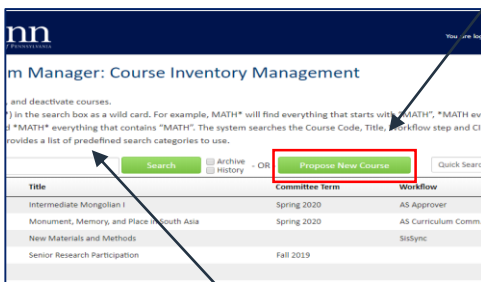 nn
PENNSYLVANIA
You are log
m Manager: Course Inventory Management
, and deactivate courses.
*) in the search box as a wild card. For example, MATH* will find everything that starts with "MATH", *MATH ev
d *MATH* everything that contains "MATH". The system searches the Course Code, Title, Workflow step and Cl
rovides a list of predefined search categories to use.
Search
Archive
History
- OR
Propose New Course
Quick Searc
Title Committee Term Workflow
Intermediate Mongolian I Spring 2020 AS Approver
Monument, Memory, and Place in South Asia Spring 2020 AS Curriculum Comm
New Materials and Methods SisSync
Senior Research Participation Fall 2019